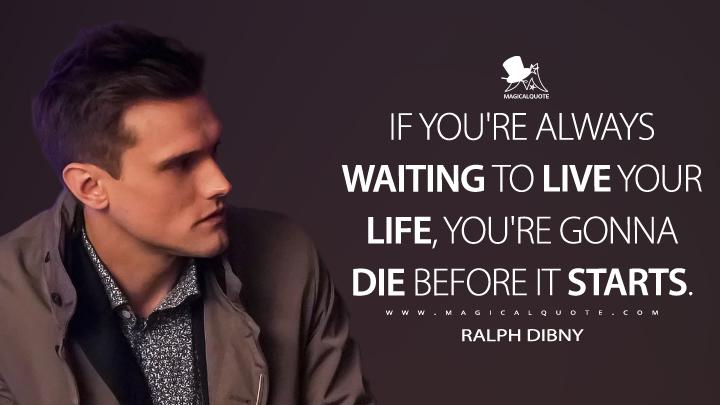 MAGICALQUOTE
IF YOU'RE ALWAYS
WAITING TO LIVE YOUR
LIFE, YOU'RE GONNA
DIE BEFORE IT STARTS.
WWW.MAGICALQUOTE.COM
RALPH DIBNY